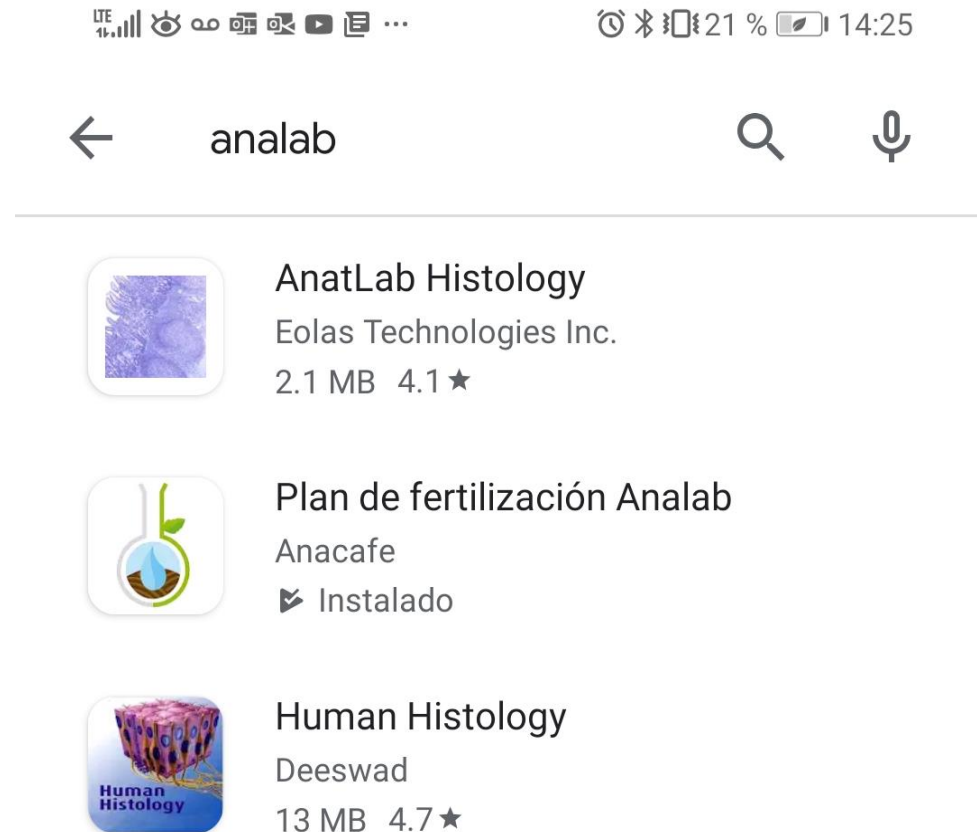 LTE
21 % 14:25
analab
AnatLab Histology
Eolas Technologies Inc.
2.1 MB 4.1★
Plan de fertilización Analab
Anacafe
Instalado
Human Histology
Deeswad
13 MB 4.7★
Human
Histology